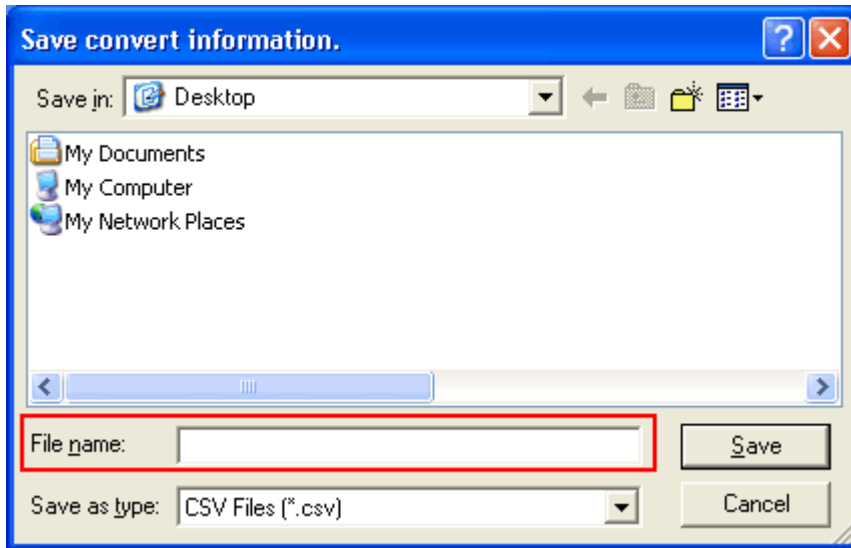 Save convert information.
Save in: Desktop
My Documents
My Computer
My Network Places
File name:
Save
Save as type: CSV Files (*.csv)
Cancel